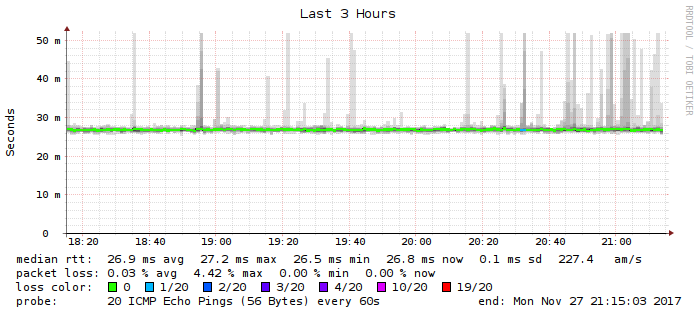 Last 3 Hours
RRDTOOL / TOBI OETIKER
Seconds
50 m
40 m
30 m
20 m
10 m
0
18:20 18:40 19:00 19:20 19:40 20:00 20:20 20:40 21:00
median rtt: 26.9 ms avg 27.2 ms max 26.5 ms min 26.8 ms now 0.1 ms sd 227.4 am/s
packet loss: 0.03 % avg 4.42 % max 0.00 % min 0.00 % now
loss color: 0 1/20 2/20 3/20 4/20 10/20 19/20
probe: 20 ICMP Echo Pings (56 Bytes) every 60s end: Mon Nov 27 21:15:03 2017